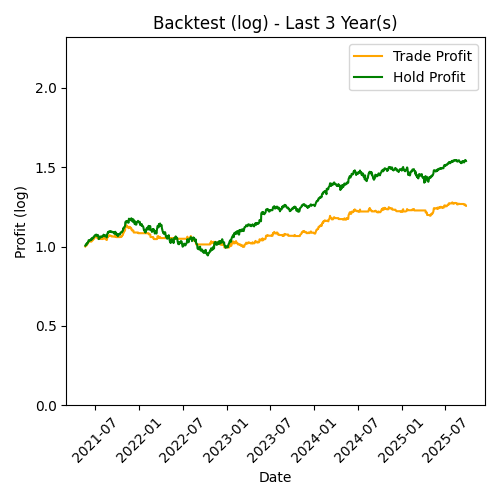 Backtest (log) - Last 3 Year(s)
Trade Profit
Hold Profit
Profit (log)
2.0
1.5
1.0
0.5
0.0
2021-07
2022-01
2022-07
2023-01
2023-07
2024-01
2024-07
2025-01
2025-07
Date